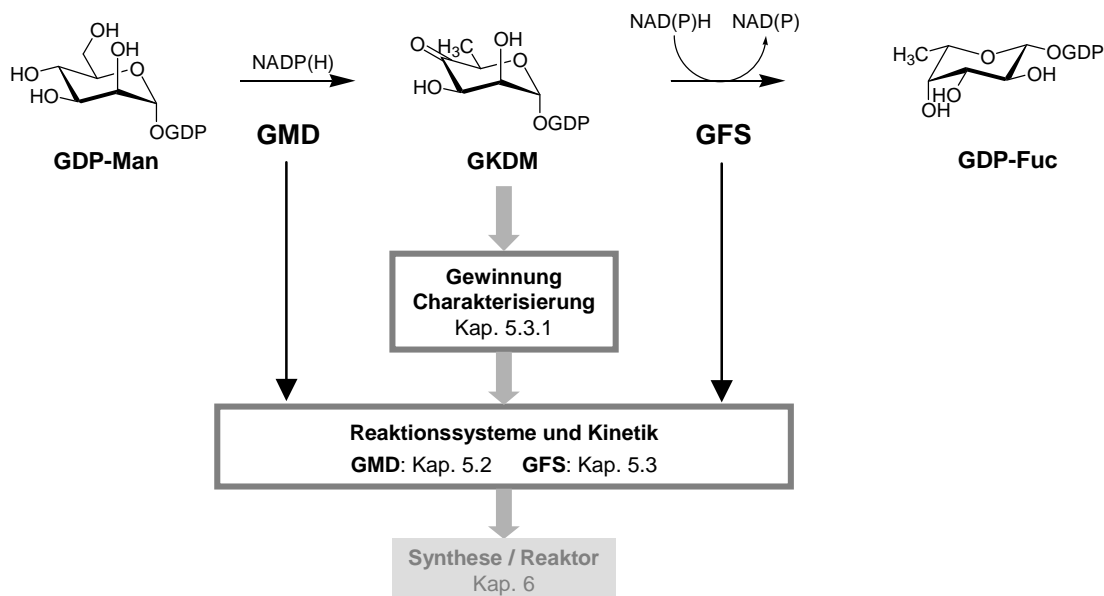 NAD(P)H NAD(P)
OH
OH
HO
O
HO
OGDP
GDP-Man
NADP(H)
GMD
O
H₃C
OH
O
HO
OGDP
GKDM
GFS
H₃C
O
OGDP
OH
HO
OH
GDP-Fuc
Gewinnung
Charakterisierung
Kap. 5.3.1
Reaktionssysteme und Kinetik
GMD: Kap. 5.2 GFS: Kap. 5.3
Synthese / Reaktor
Kap. 6